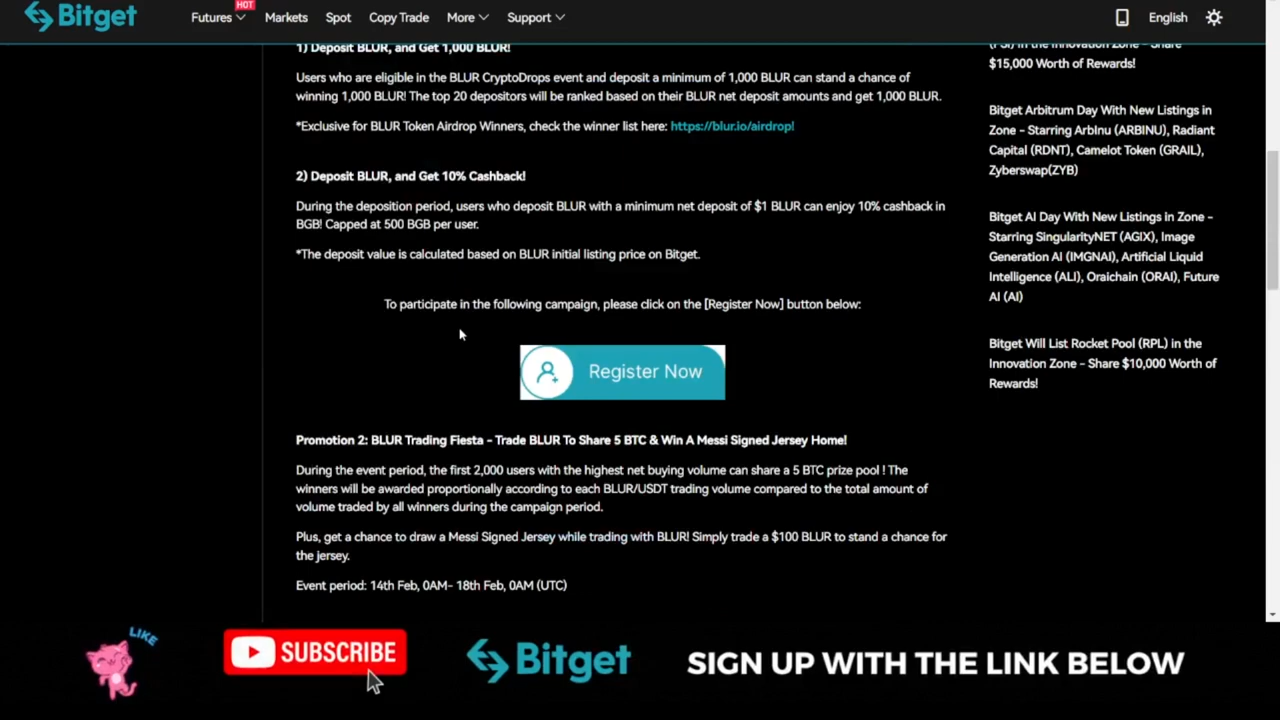 Bitget
Futures
HOT
Markets
Spot
Copy Trade
More
Support
English
1) Deposit BLUR, and Get 1,000 BLUR!
Users who are eligible in the BLUR CryptoDrops event and deposit a minimum of 1,000 BLUR can stand a chance of
winning 1,000 BLUR! The top 20 depositors will be ranked based on their BLUR net deposit amounts and get 1,000 BLUR.
*Exclusive for BLUR Token Airdrop Winners, check the winner list here: https://blur.io/airdrop!
2) Deposit BLUR, and Get 10% Cashback!
During the deposition period, users who deposit BLUR with a minimum net deposit of $1 BLUR can enjoy 10% cashback in
BGB! Capped at 500 BGB per user.
*The deposit value is calculated based on BLUR initial listing price on Bitget.
To participate in the following campaign, please click on the [Register Now] button below:
Register Now
Promotion 2: BLUR Trading Fiesta - Trade BLUR To Share 5 BTC & Win A Messi Signed Jersey Home!
During the event period, the first 2,000 users with the highest net buying volume can share a 5 BTC prize pool ! The
winners will be awarded proportionally according to each BLUR/USDT trading volume compared to the total amount of
volume traded by all winners during the campaign period.
Plus, get a chance to draw a Messi Signed Jersey while trading with BLUR! Simply trade a $100 BLUR to stand a chance for
the jersey.
Event period: 14th Feb, 0AM- 18th Feb, 0AM (UTC)
(PSI) in the Innovation Zone - Share
$15,000 Worth of Rewards!
Bitget Arbitrum Day With New Listings in
Zone - Starring ArbInu (ARBINU), Radiant
Capital (RDNT), Camelot Token (GRAIL),
Zyberswap(ZYB)
Bitget AI Day With New Listings in Zone -
Starring SingularityNET (AGIX), Image
Generation AI (IMGNAI), Artificial Liquid
Intelligence (ALI), Oraichain (ORAI), Future
AI (AI)
Bitget Will List Rocket Pool (RPL) in the
Innovation Zone - Share $10,000 Worth of
Rewards!
LIKE
SUBSCRIBE
Bitget
SIGN UP WITH THE LINK BELOW